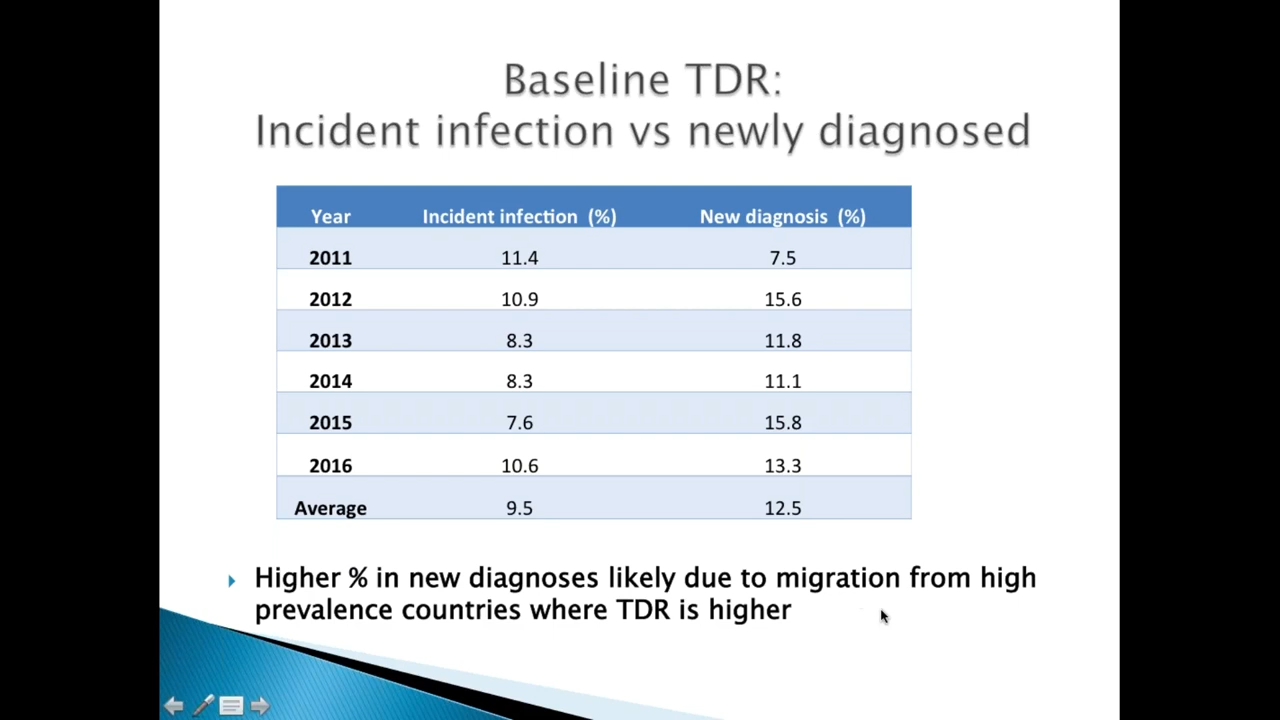 Baseline TDR:
Incident infection vs newly diagnosed
Year Incident infection (%) New diagnosis (%)
2011 11.4 7.5
2012 10.9 15.6
2013 8.3 11.8
2014 8.3 11.1
2015 7.6 15.8
2016 10.6 13.3
Average 9.5 12.5
Higher % in new diagnoses likely due to migration from high
prevalence countries where TDR is higher